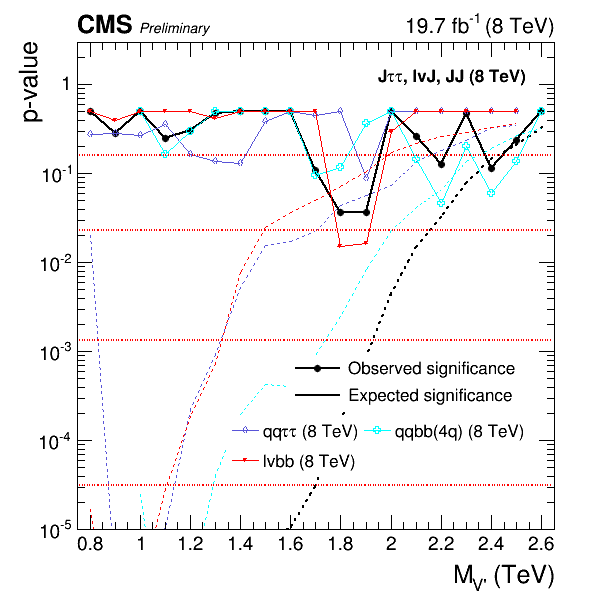 CMS Preliminary 19.7 fb-1 (8 TeV)
p-value
Jττ, lνJ, JJ (8 TeV)
1
10-1
10-2
10-3
10-4
10-5
Observed significance
Expected significance
qqττ (8 TeV) qqbb(4q) (8 TeV)
lνbb (8 TeV)
0.8 1 1.2 1.4 1.6 1.8 2 2.2 2.4 2.6
MV' (TeV)